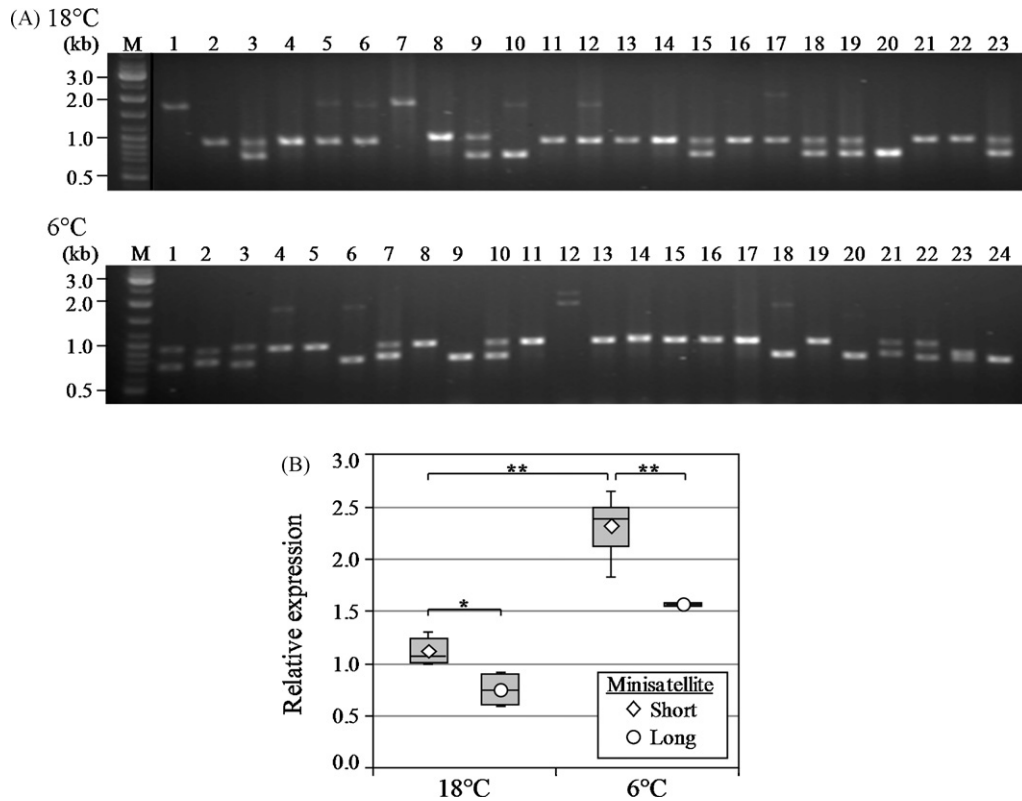 (A) 18°C
(kb) M 1 2 3 4 5 6 7 8 9 10 11 12 13 14 15 16 17 18 19 20 21 22 23
3.0
2.0
1.0
0.5
6°C
(kb) M 1 2 3 4 5 6 7 8 9 10 11 12 13 14 15 16 17 18 19 20 21 22 23 24
3.0
2.0
1.0
0.5
(B)
3.0
** **
2.5
2.0
1.5
*
1.0
0.5
0.0
Relative expression
Minisatellite
Short
Long
18°C 6°C